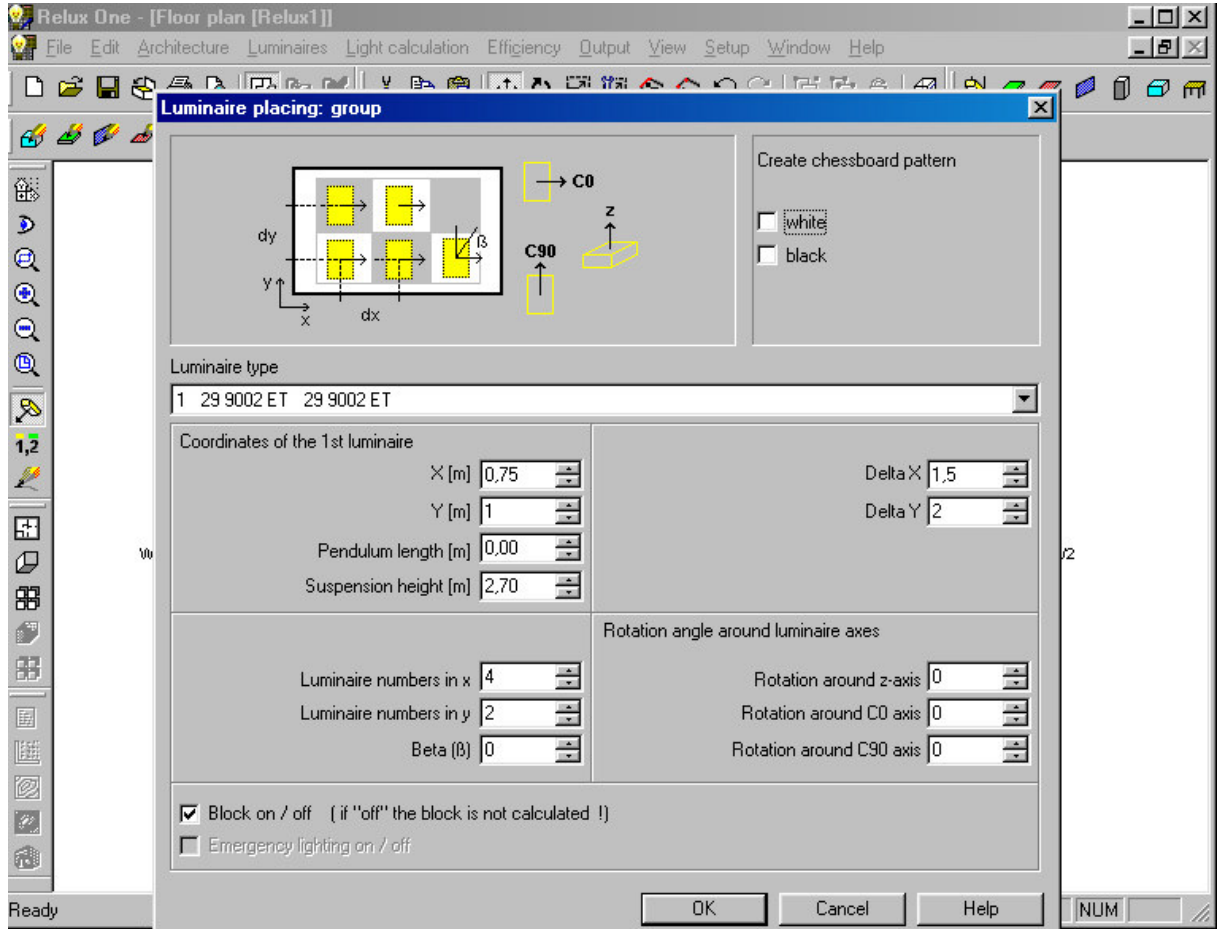 Relux One - [Floor plan [Relux1]]
File Edit Architecture Luminaires Light calculation Efficiency Output View Setup Window Help
Luminaire placing: group
Create chessboard pattern
white
black
C0
z
dy
ß
C90
y
x
dx
Luminaire type
1 29 9002 ET 29 9002 ET
Coordinates of the 1st luminaire
X [m] 0,75
Delta X 1,5
Y [m] 1
Delta Y 2
Pendulum length [m] 0,00
Suspension height [m] 2,70
Rotation angle around luminaire axes
Luminaire numbers in x 4
Rotation around z-axis 0
Luminaire numbers in y 2
Rotation around C0 axis 0
Beta (ß) 0
Rotation around C90 axis 0
Block on / off ( if "off" the block is not calculated !)
Emergency lighting on / off
OK Cancel Help
Ready NUM
1,2